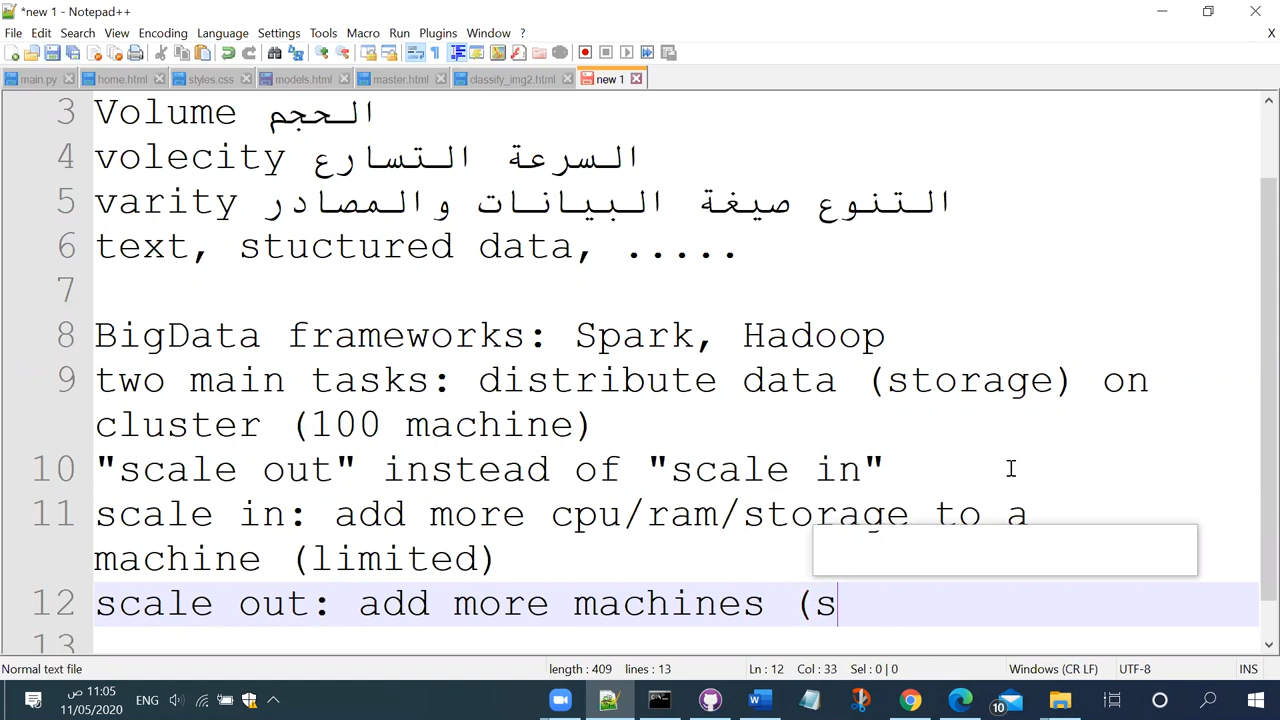 *new 1 - Notepad++
File Edit Search View Encoding Language Settings Tools Macro Run Plugins Window ? X
main.py home.html styles.css models.html master.html classify_img2.html new 1
3 Volume الحجم
4 volecity السرعة التسارع
5 varity التنوع صيغة البيانات والمصادر
6 text, stuctured data, .....
7
8 BigData frameworks: Spark, Hadoop
9 two main tasks: distribute data (storage) on
cluster (100 machine)
10 "scale out" instead of "scale in"
11 scale in: add more cpu/ram/storage to a
machine (limited)
12 scale out: add more machines (s
13
Normal text file length : 409 lines : 13 Ln : 12 Col : 33 Sel : 0 | 0 Windows (CR LF) UTF-8 INS
11:05 ص ENG 10
11/05/2020